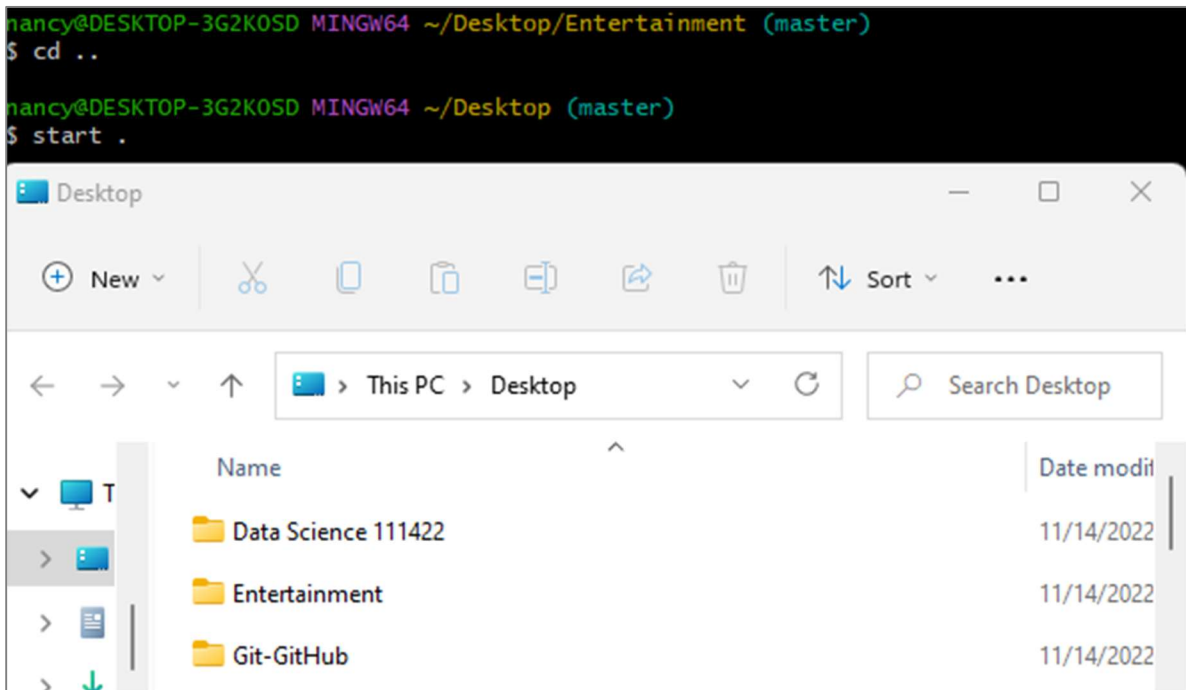 nancy@DESKTOP-3G2KOSD MINGW64 ~/Desktop/Entertainment (master)
$ cd ..
nancy@DESKTOP-3G2KOSD MINGW64 ~/Desktop (master)
$ start .
Desktop
New Sort ...
This PC > Desktop Search Desktop
Name Date modif
T
Data Science 111422 11/14/2022
Entertainment 11/14/2022
Git-GitHub 11/14/2022